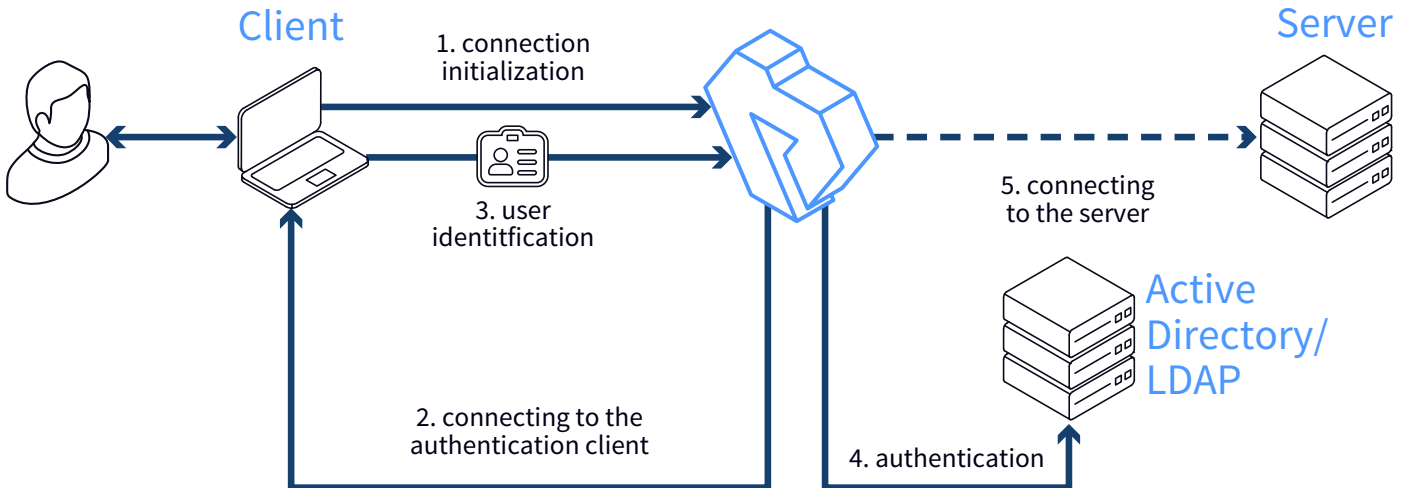 Client
1. connection
initialization
Server
3. user
identitfication
5. connecting
to the server
Active
Directory/
LDAP
2. connecting to the
authentication client
4. authentication